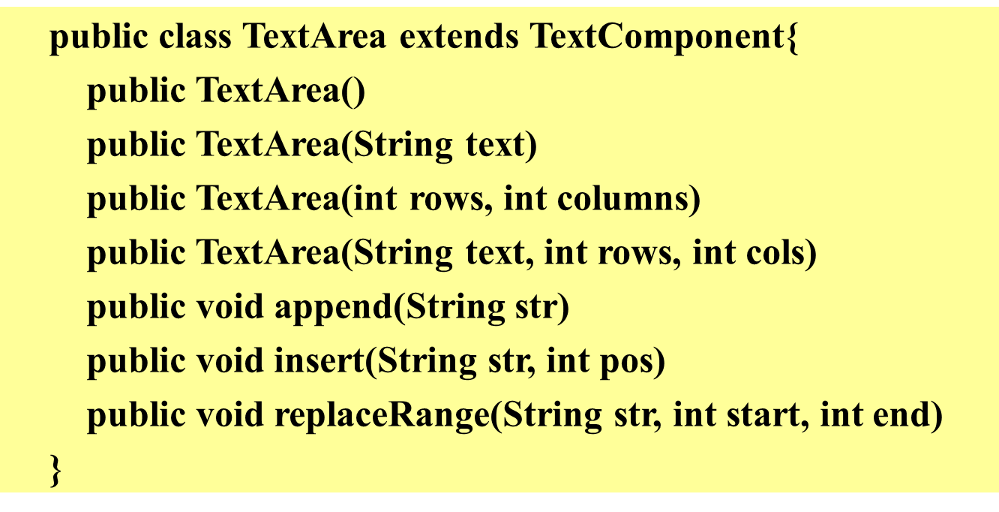 public class TextArea extends TextComponent{
public TextArea()
public TextArea(String text)
public TextArea(int rows, int columns)
public TextArea(String text, int rows, int cols)
public void append(String str)
public void insert(String str, int pos)
public void replaceRange(String str, int start, int end)
}